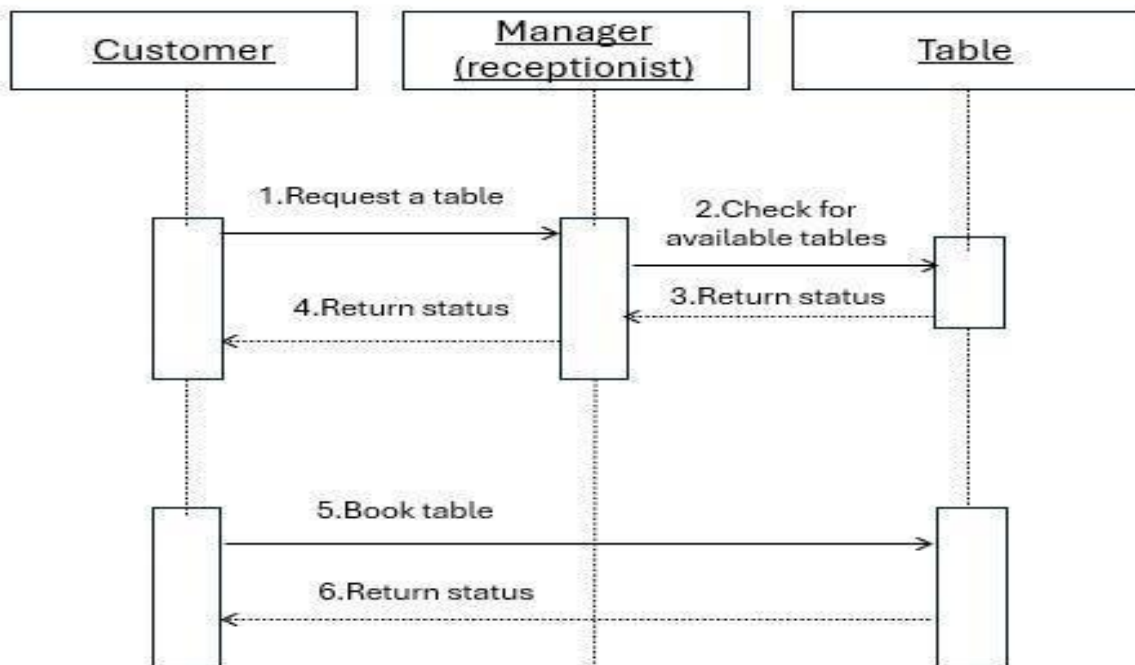 Customer
Manager
(receptionist)
Table
1.Request a table
2.Check for
available tables
3.Return status
4.Return status
5.Book table
6.Return status